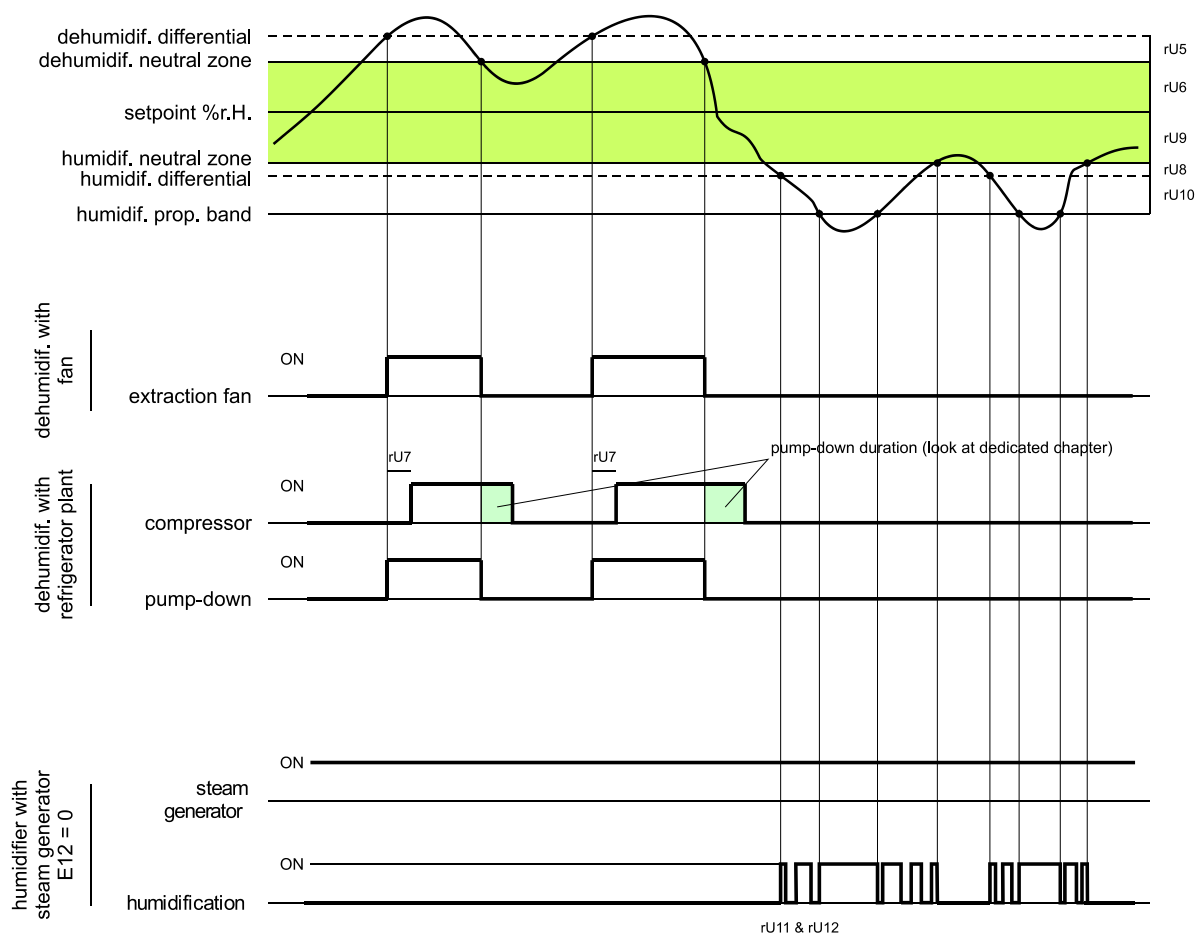 dehumidif. differential
dehumidif. neutral zone
setpoint %r.H.
humidif. neutral zone
humidif. differential
humidif. prop. band
rU5
rU6
rU9
rU8
rU10
dehumidif. with
fan
ON
extraction fan
dehumidif. with
refrigerator plant
rU7
rU7
pump-down duration (look at dedicated chapter)
ON
compressor
ON
pump-down
humidifier with
steam generator
E12 = 0
ON
steam
generator
ON
humidification
rU11 & rU12